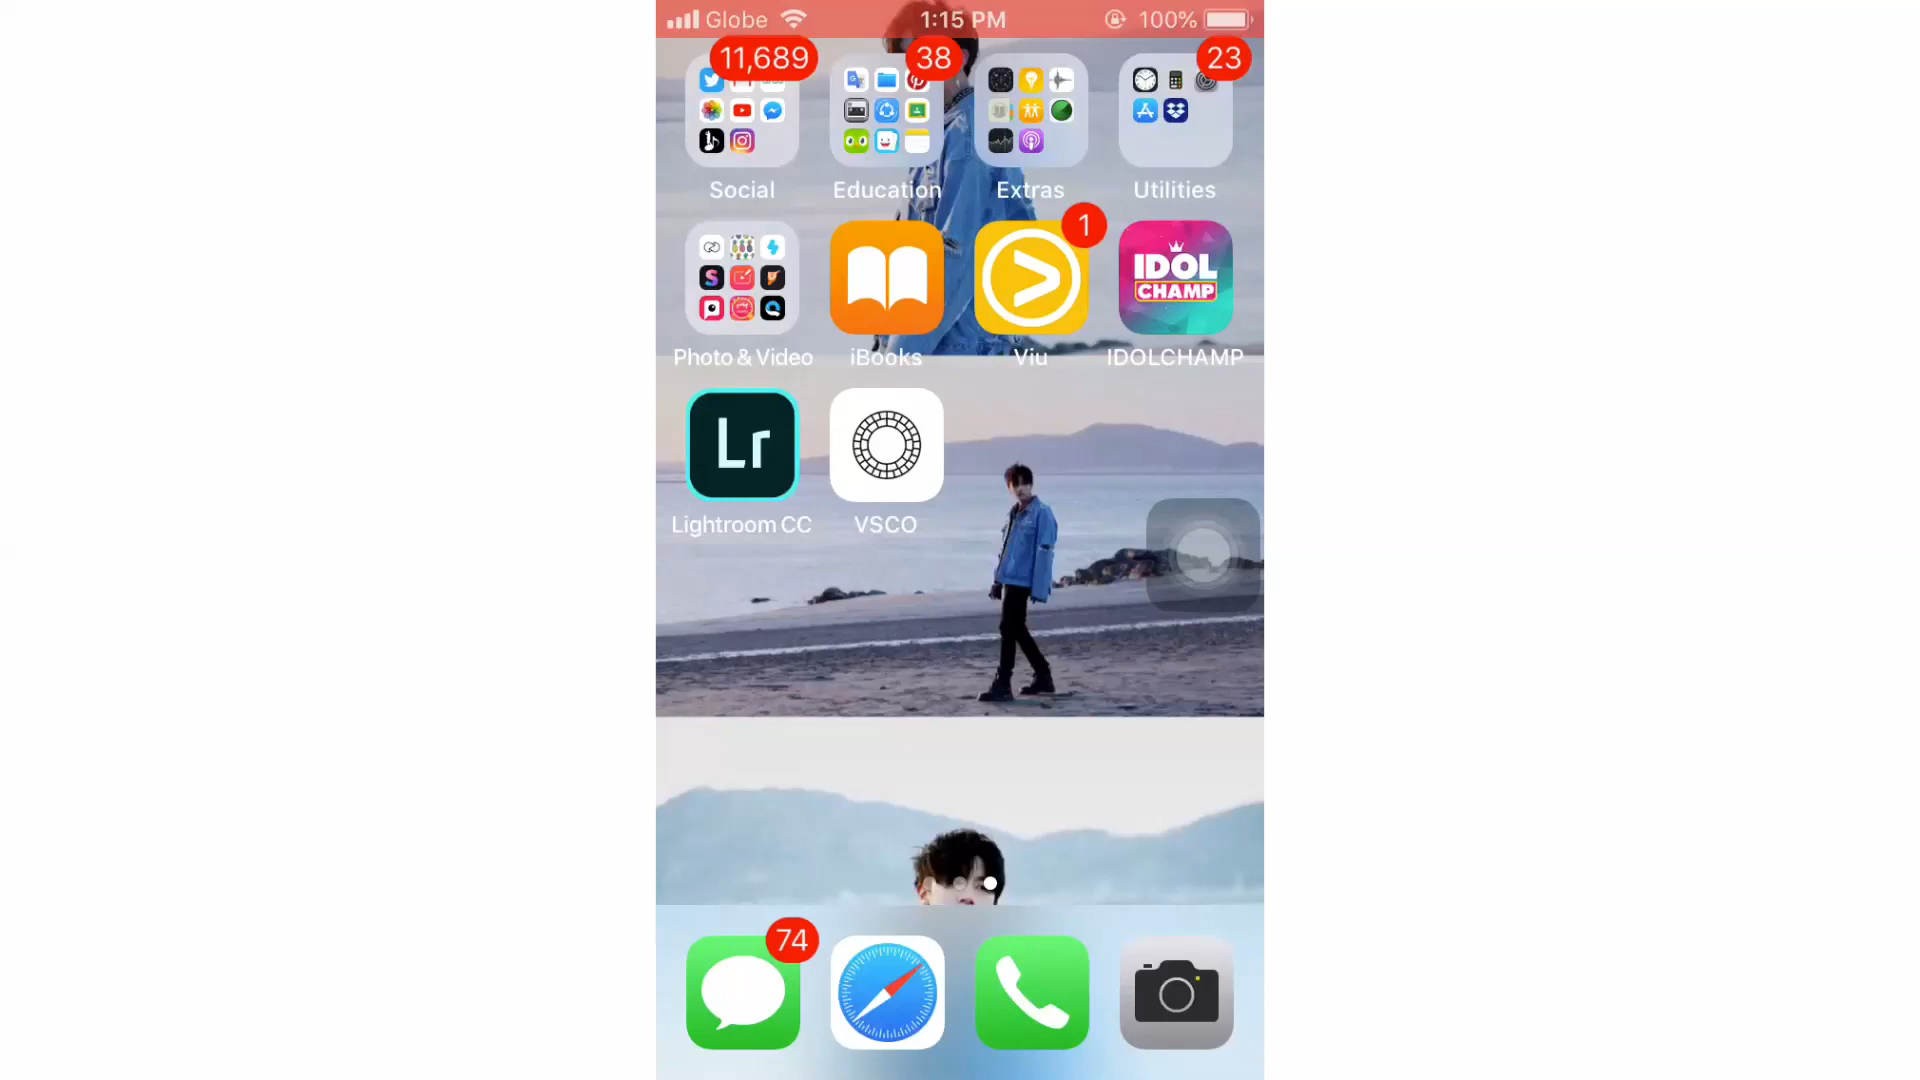 Globe 1:15 PM 100%
11,689 38 23
Social Education Extras Utilities
1
IDOL
CHAMP
Photo & Video iBooks Viu IDOLCHAMP
Lr
Lightroom CC VSCO
74